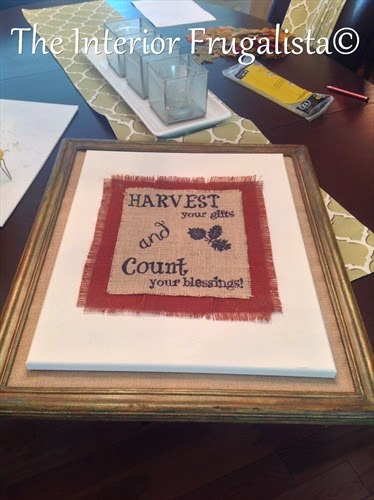 The Interior Frugalista©
HARVEST
your gifts
and
Count
your blessings!